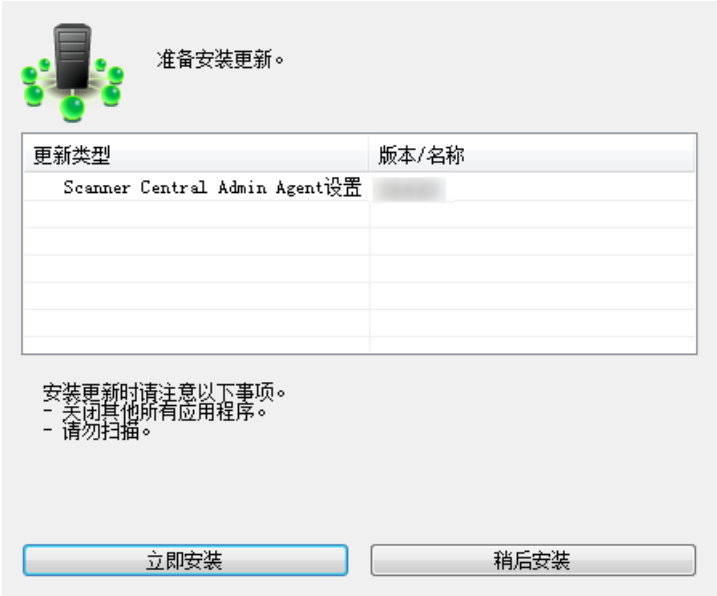 准备安装更新。
更新类型 版本/名称
Scanner Central Admin Agent设置
安装更新时请注意以下事项。
- 关闭其他所有应用程序。
- 请勿扫描。
立即安装 稍后安装